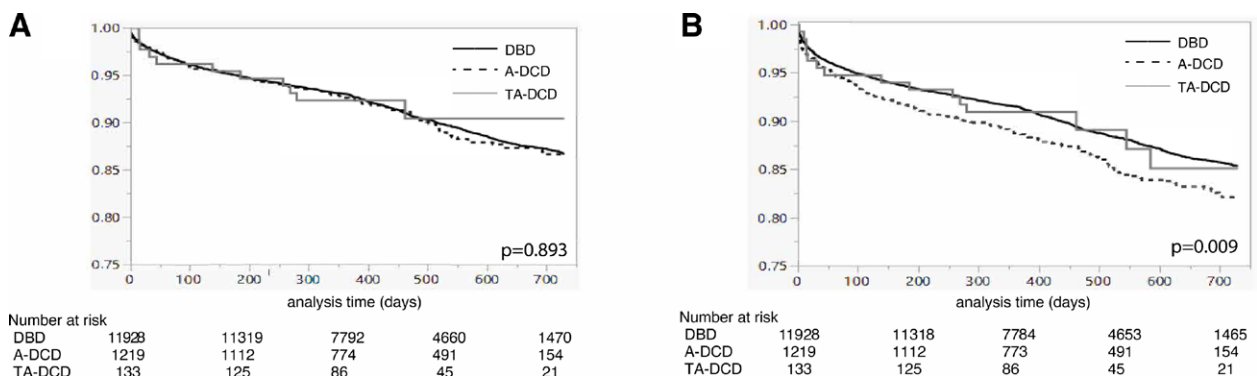 A
1.00
0.95
0.90
0.85
0.80
0.75
DBD
A-DCD
TA-DCD
p=0.893
0 100 200 300 400 500 600 700
analysis time (days)
Number at risk
DBD 11928 11319 7792 4660 1470
A-DCD 1219 1112 774 491 154
TA-DCD 133 125 86 45 21
B
1.00
0.95
0.90
0.85
0.80
0.75
DBD
A-DCD
TA-DCD
p=0.009
0 100 200 300 400 500 600 700
analysis time (days)
Number at risk
DBD 11928 11318 7784 4653 1465
A-DCD 1219 1112 773 491 154
TA-DCD 133 125 86 45 21